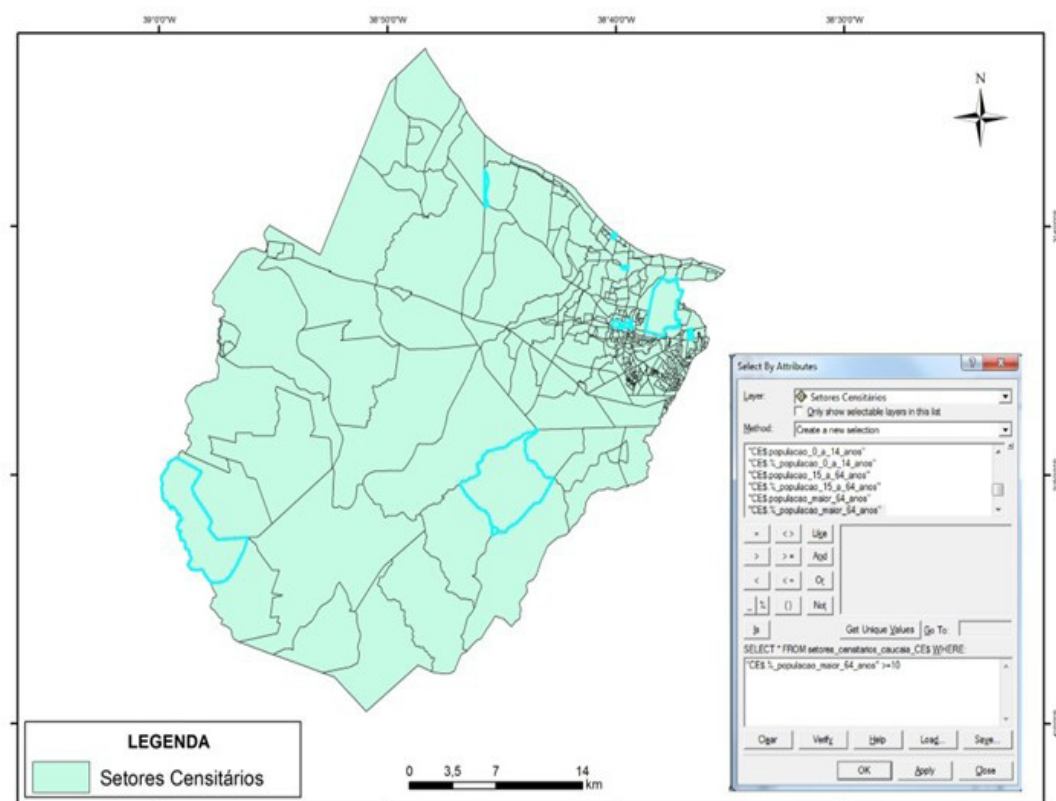 39°0'0"W
38°50'0"W
38°40'0"W
38°30'0"W
N
Select By Attributes
Layer:
Setores Censitários
Only show selectable layers in this list
Method:
Create a new selection
"CE$.populacao_0_a_14_anos"
"CE$.%_populacao_0_a_14_anos"
"CE$.populacao_15_a_64_anos"
"CE$.%_populacao_15_a_64_anos"
"CE$.populacao_maior_64_anos"
"CE$.%_populacao_maior_64_anos"
= <> Like
> >= And
< <= Or
_ % () Not
Is
Get Unique Values Go To:
SELECT * FROM setores_censitarios_caucaia_CE$ WHERE:
"CE$.%_populacao_maior_64_anos" >=10
Clear Verify Help Load... Save...
OK Apply Close
LEGENDA
Setores Censitários
0 3,5 7 14
km